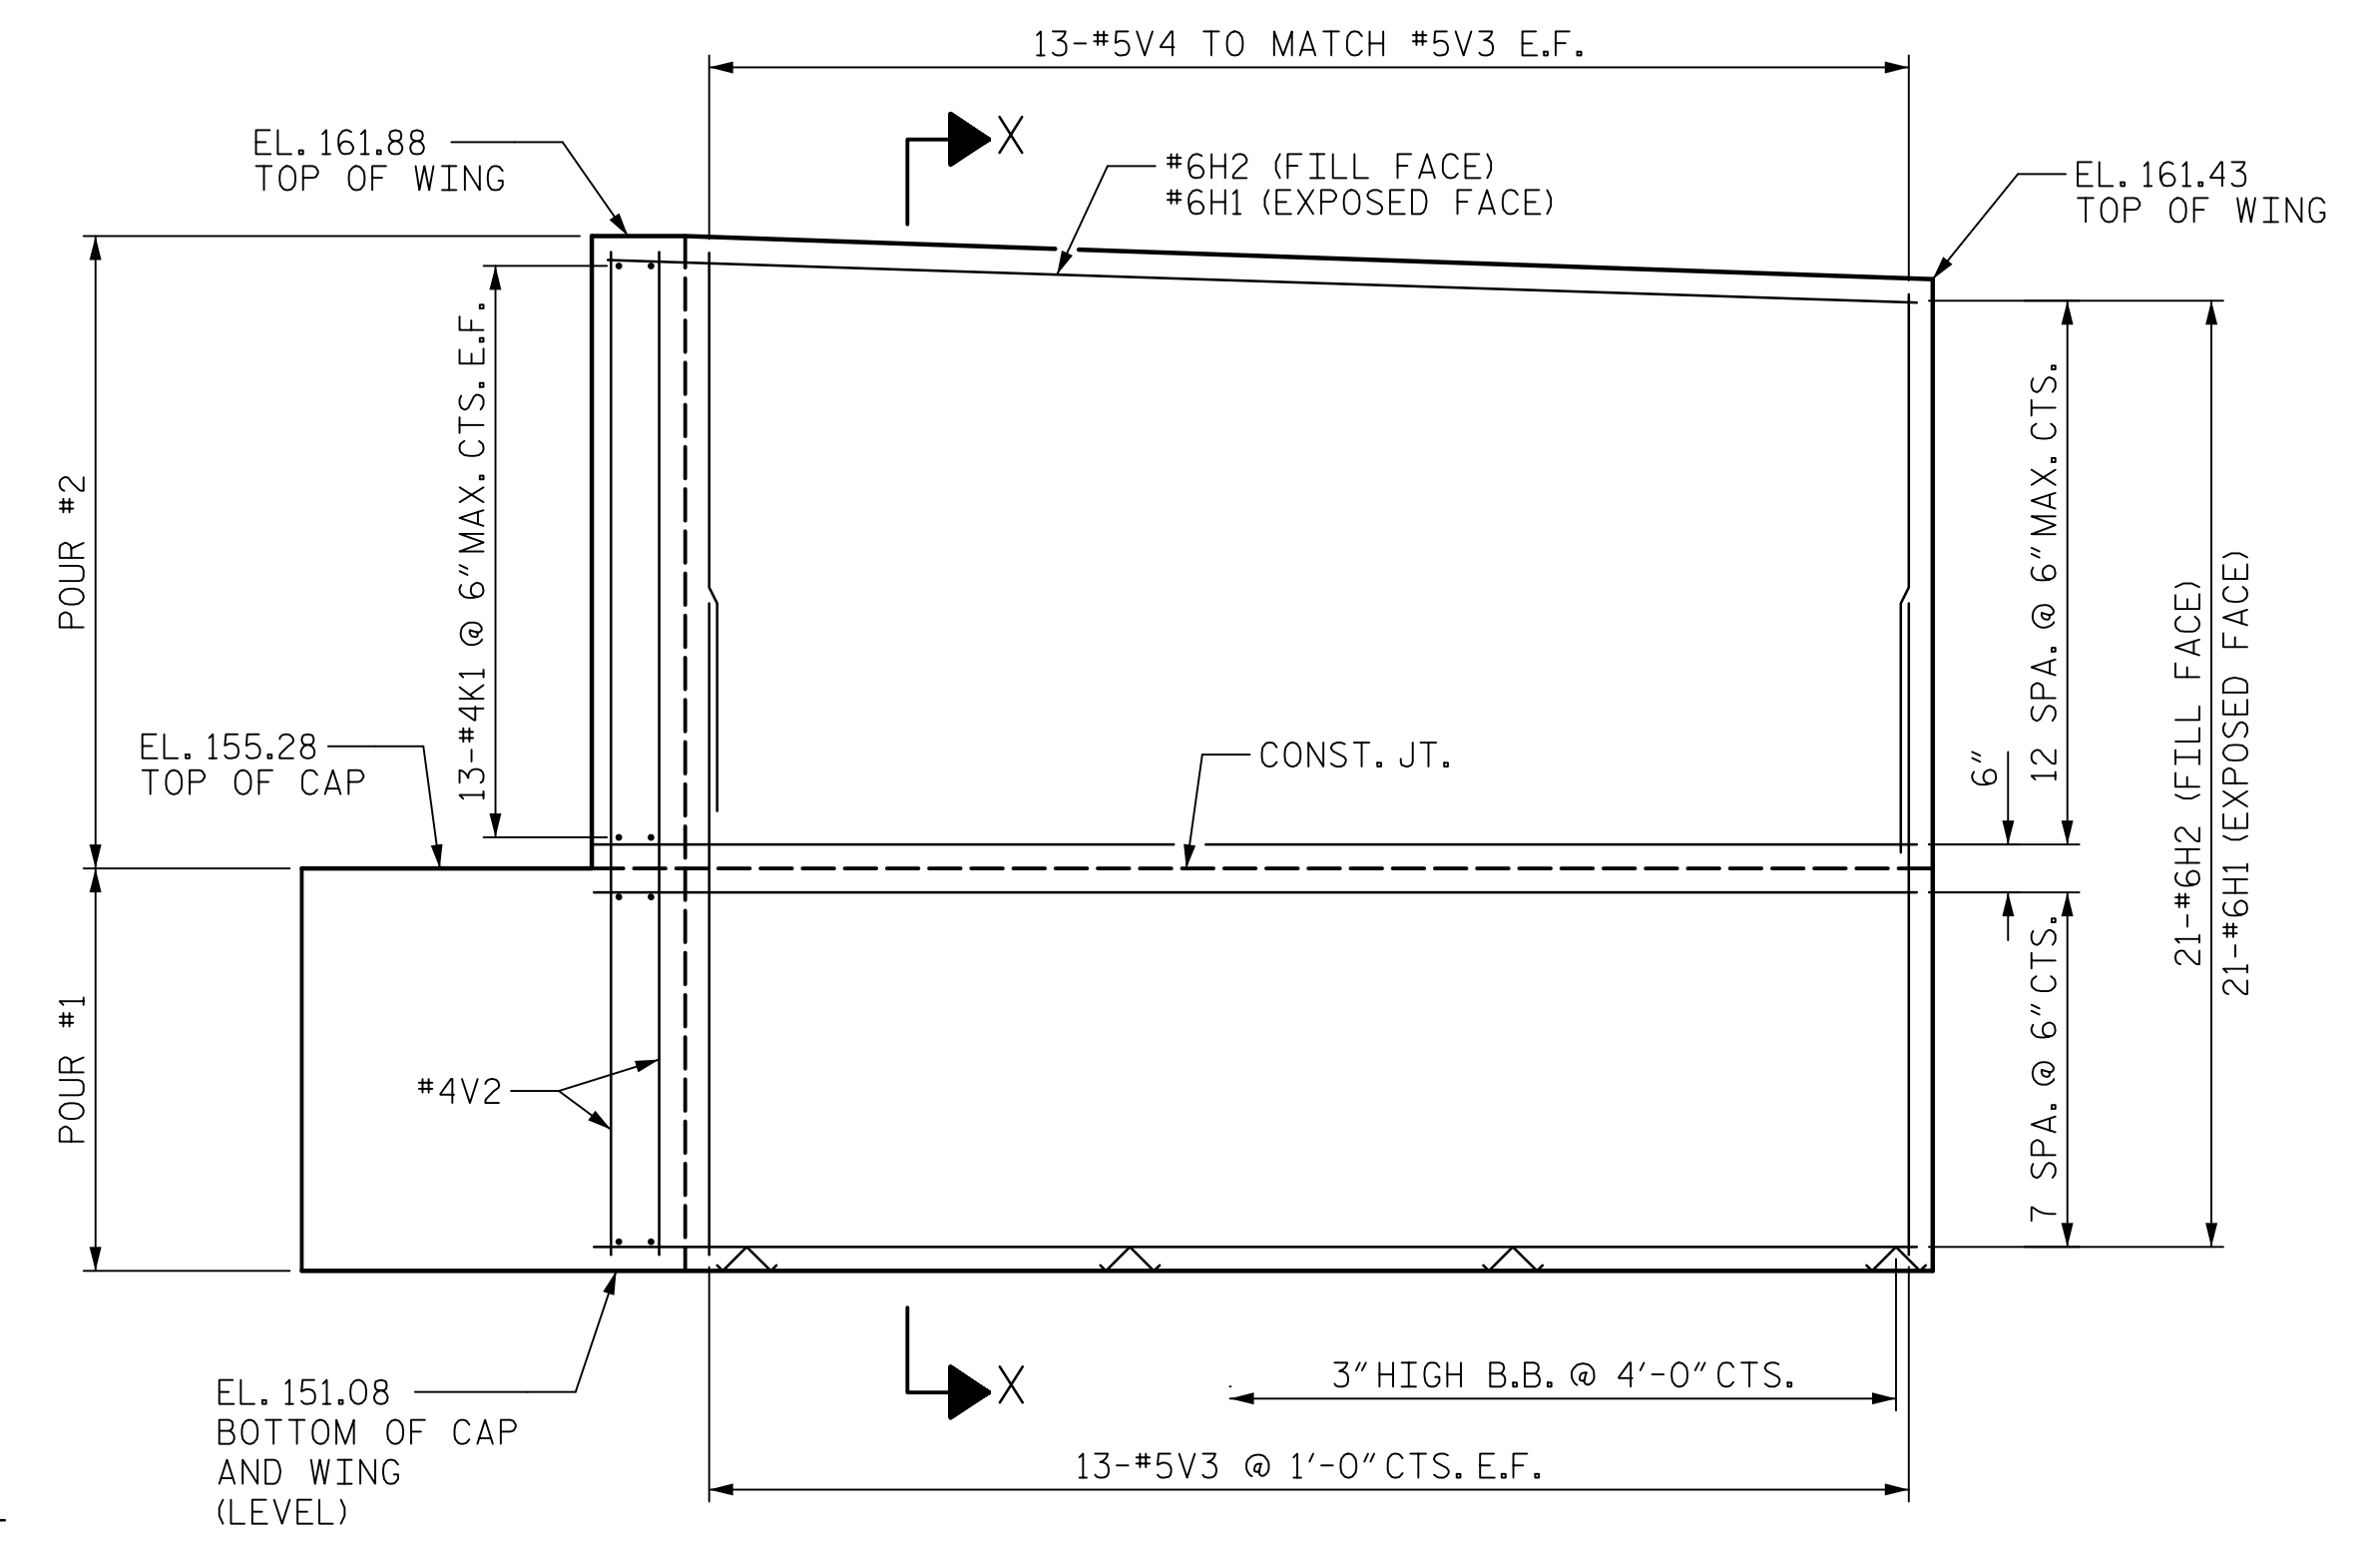 13-#5V4 TO MATCH #5V3 E.F.
X
EL. 161.88
TOP OF WING
#6H2 (FILL FACE)
#6H1 (EXPOSED FACE)
EL. 161.43
TOP OF WING
POUR #2
13-#4K1 @ 6"MAX. CTS. E.F.
12 SPA. @ 6"MAX. CTS.
21-#6H2 (FILL FACE)
21-#6H1 (EXPOSED FACE)
EL. 155.28
TOP OF CAP
CONST. JT.
6"
POUR #1
7 SPA. @ 6"CTS.
#4V2
3"HIGH B.B. @ 4'-0"CTS.
X
EL. 151.08
BOTTOM OF CAP
AND WING
(LEVEL)
13-#5V3 @ 1'-0"CTS. E.F.